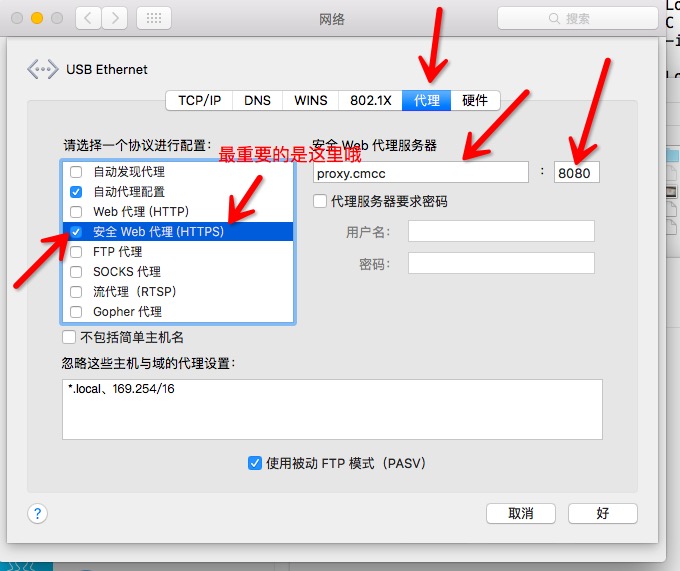 网络
搜索
Lo
C
USB Ethernet
TCP/IP DNS WINS 802.1X 代理 硬件
请选择一个协议进行配置：
安全 Web 代理服务器
最重要的是这里哦
自动发现代理
自动代理配置
Web 代理 (HTTP)
安全 Web 代理 (HTTPS)
FTP 代理
SOCKS 代理
流代理（RTSP）
Gopher 代理
proxy.cmcc : 8080
代理服务器要求密码
用户名：
密码：
不包括简单主机名
忽略这些主机与域的代理设置：
*.local、169.254/16
使用被动 FTP 模式（PASV）
? 取消 好